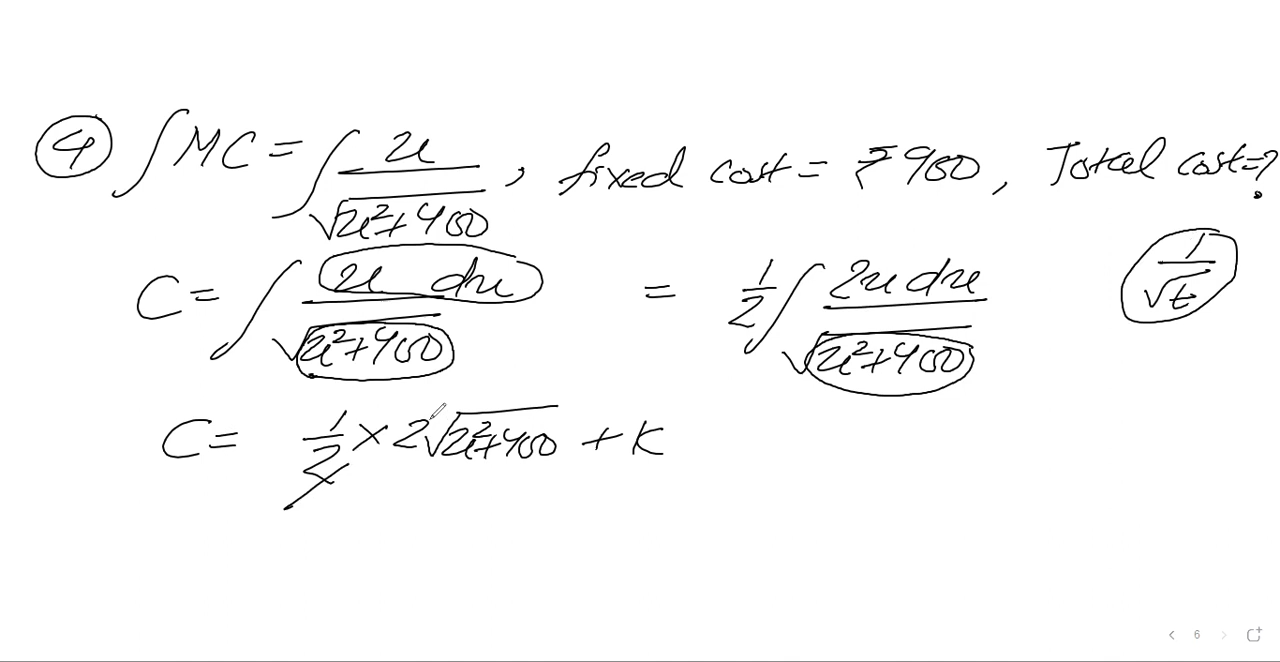 ④ ∫MC = ∫ x/√(x²+400) , fixed cost = ₹900, Total cost=?
C = ∫ x dx/√(x²+400) = 1/2 ∫ 2x dx/√(x²+400) 1/√t
C = 1/2 × 2√(x²+400) + K
6